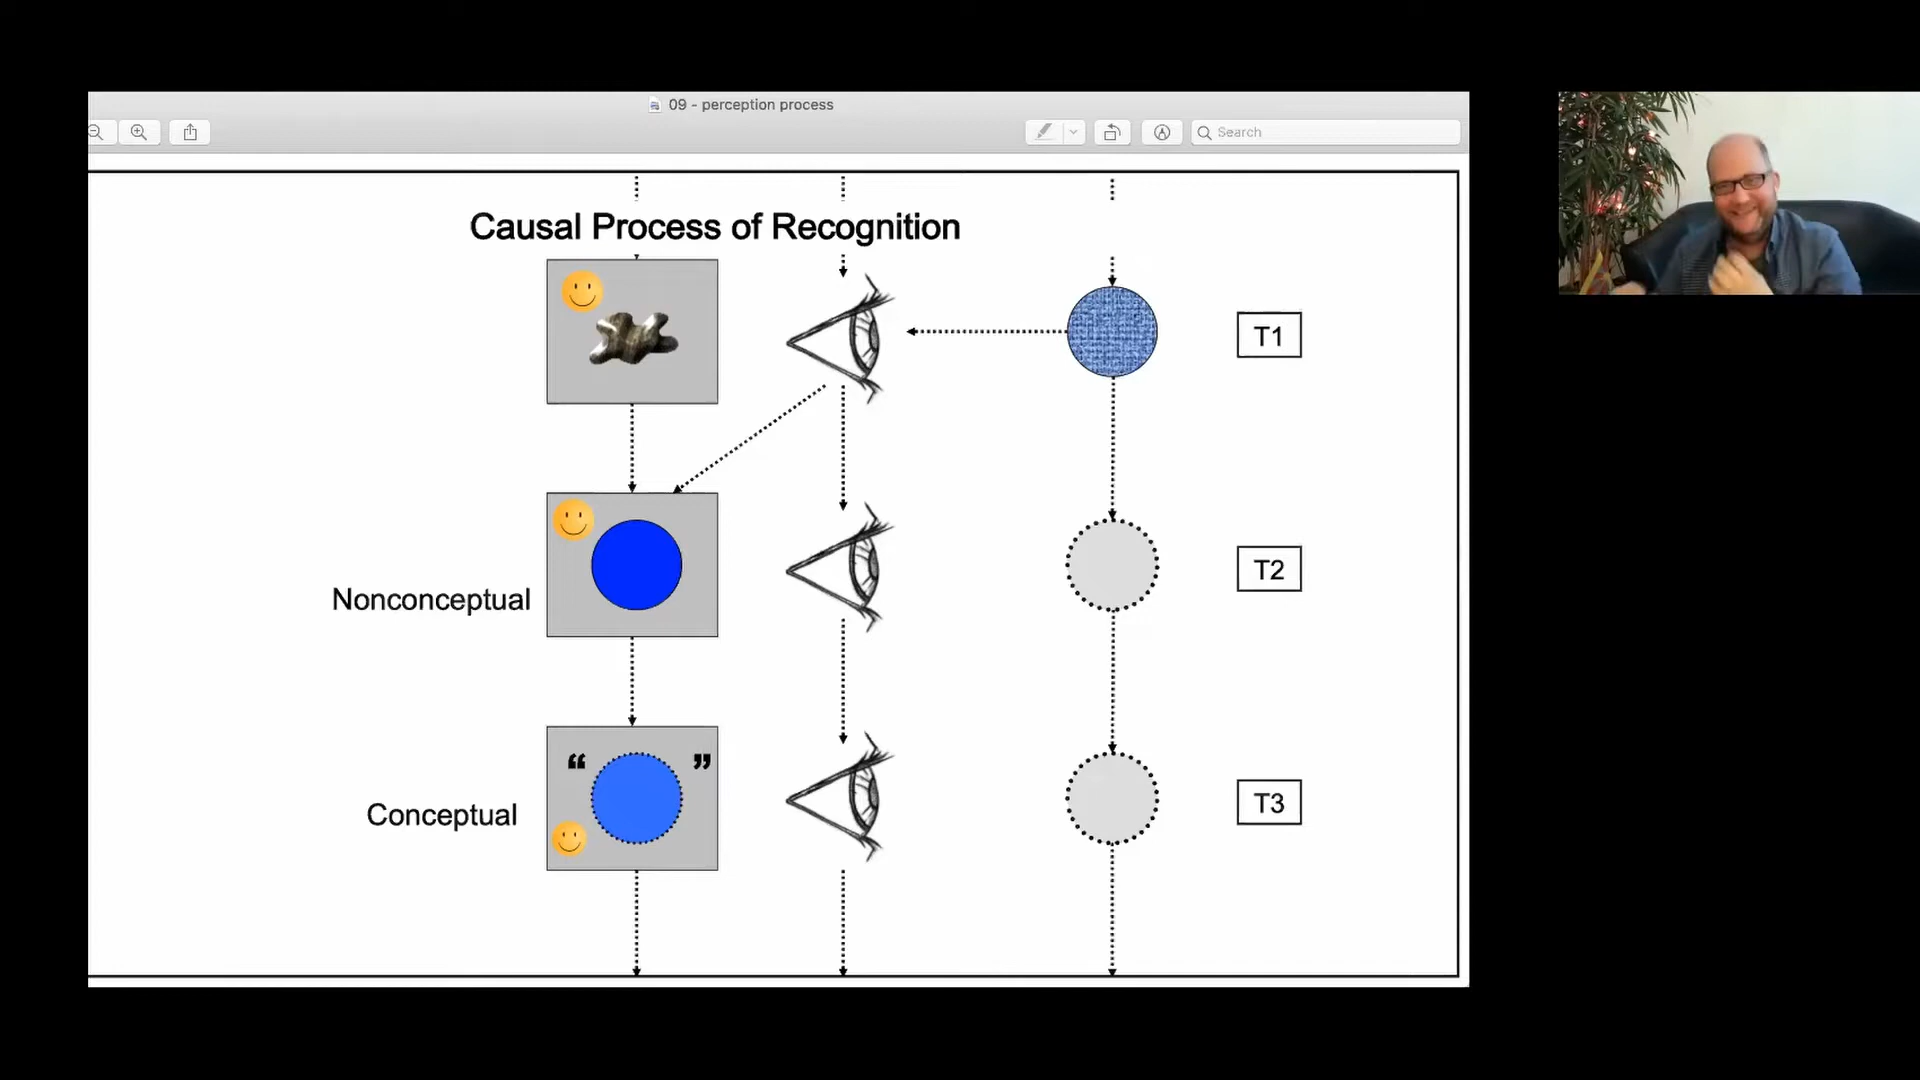 09 - perception process
Search
Causal Process of Recognition
T1
Nonconceptual
T2
“ ”
Conceptual
T3